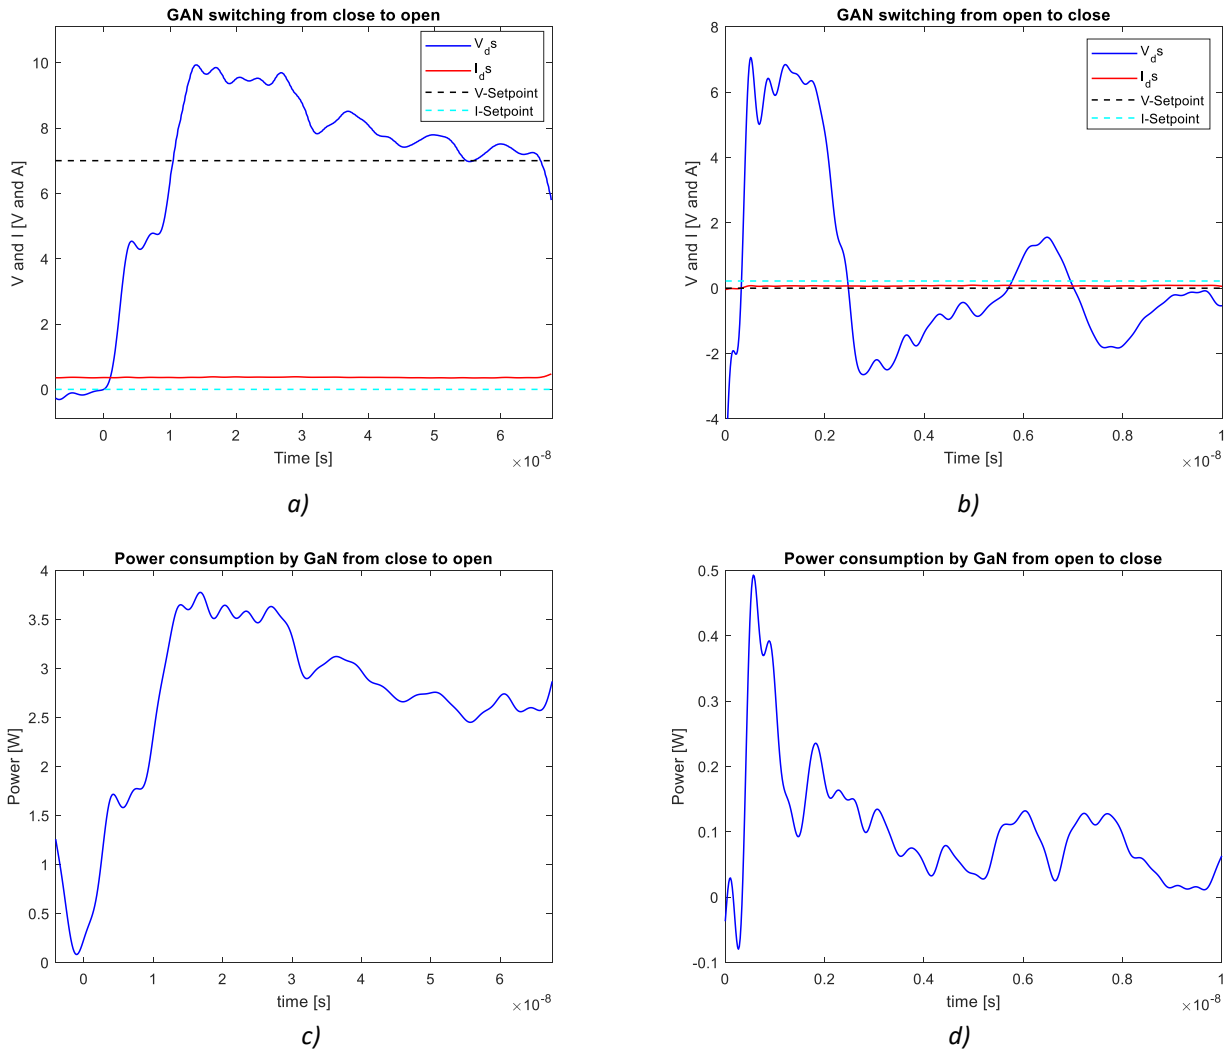 GAN switching from close to open
V_ds
I_ds
V-Setpoint
I-Setpoint
10
8
6
4
2
0
V and I [V and A]
0 1 2 3 4 5 6
Time [s]
×10^-8
a)
GAN switching from open to close
V_ds
I_ds
V-Setpoint
I-Setpoint
8
6
4
2
0
-2
-4
V and I [V and A]
0 0.2 0.4 0.6 0.8 1
Time [s]
×10^-8
b)
Power consumption by GaN from close to open
4
3.5
3
2.5
2
1.5
1
0.5
0
Power [W]
0 1 2 3 4 5 6
time [s]
×10^-8
c)
Power consumption by GaN from open to close
0.5
0.4
0.3
0.2
0.1
0
-0.1
Power [W]
0 0.2 0.4 0.6 0.8 1
time [s]
×10^-8
d)